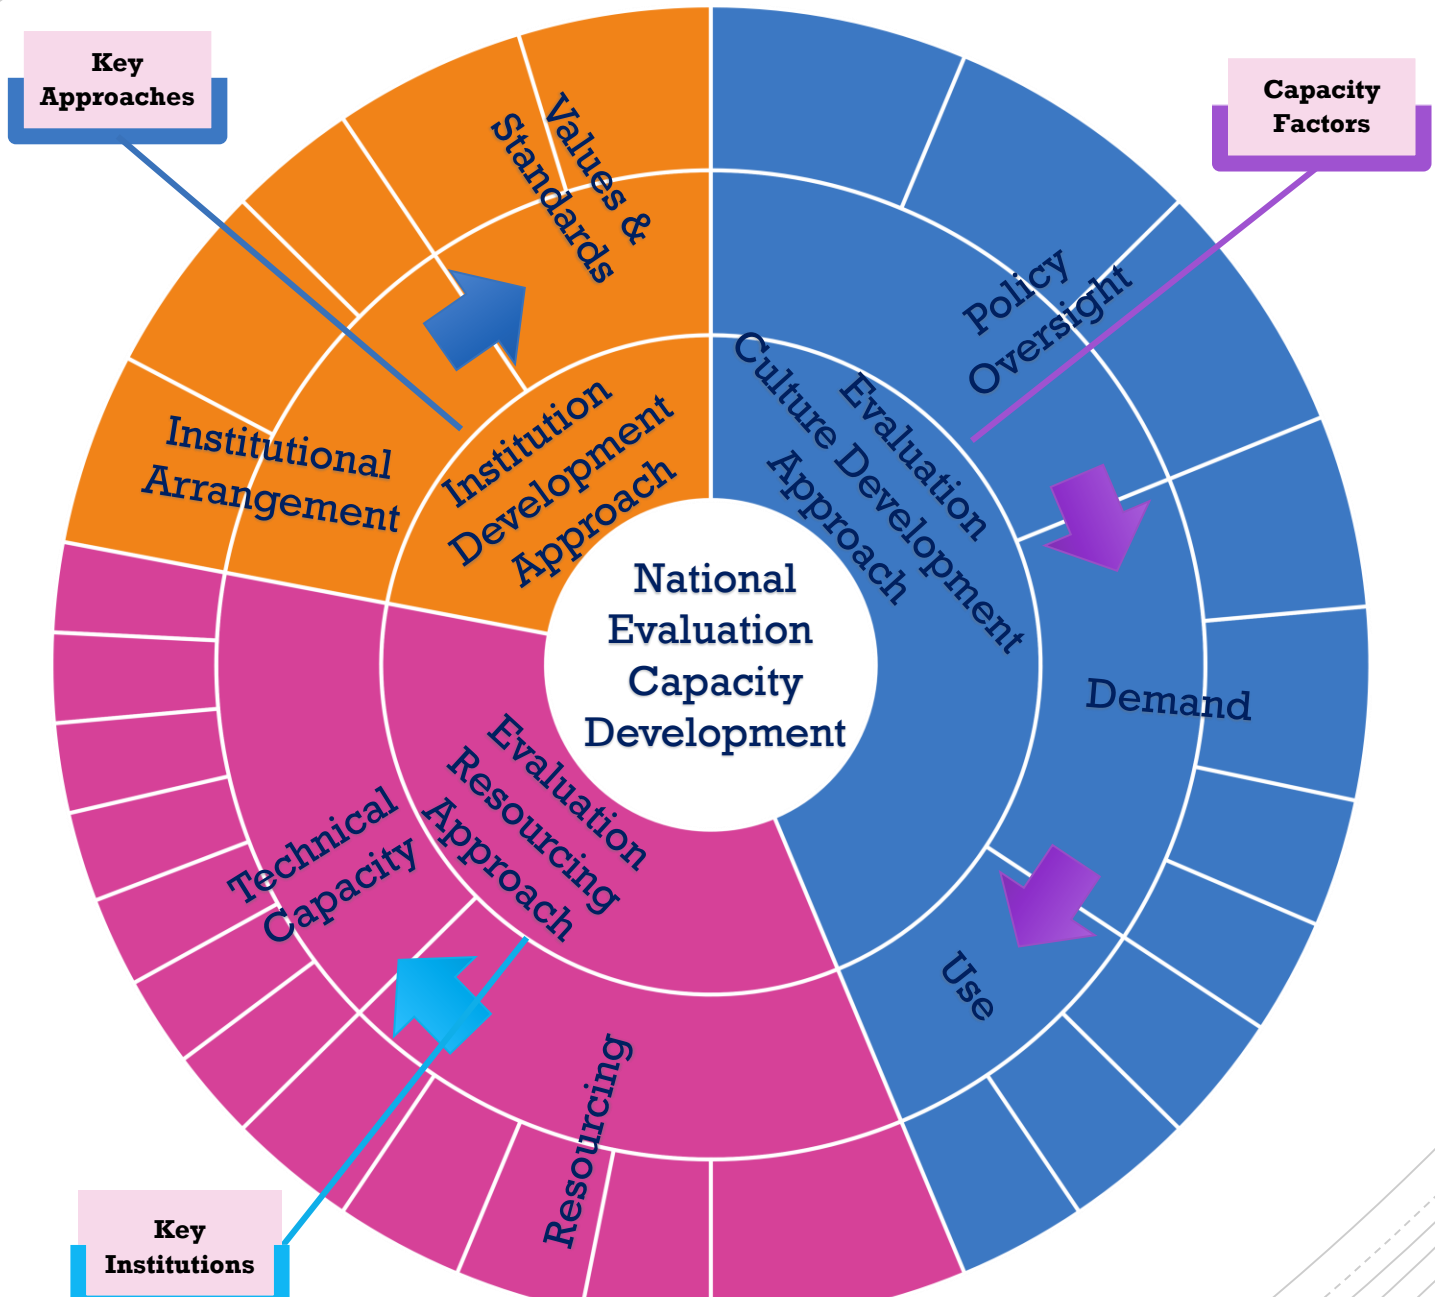 Key
Approaches
Capacity
Factors
Values &
Standards
Policy
Oversight
Institution
Development
Approach
Evaluation
Culture Development
Approach
Institutional
Arrangement
National
Evaluation
Capacity
Development
Demand
Evaluation
Resourcing
Approach
Technical
Capacity
Use
Resourcing
Key
Institutions